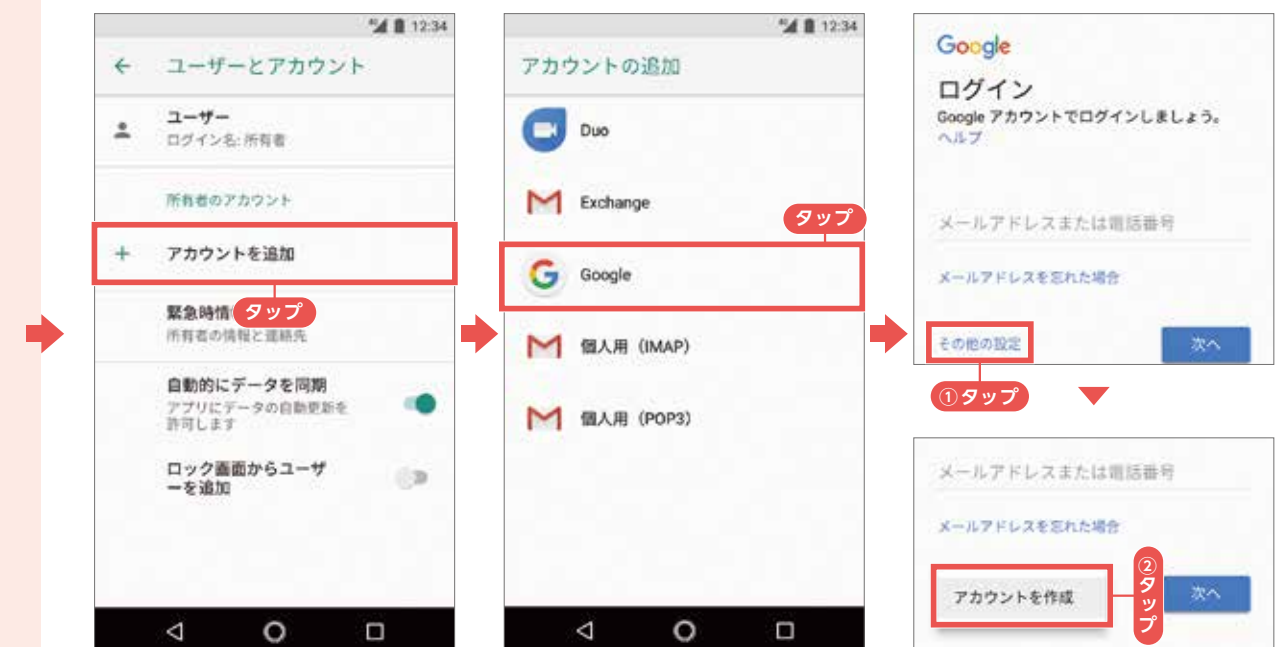 4G 12:34
ユーザーとアカウント
ユーザー
ログイン名: 所有者
所有者のアカウント
+ アカウントを追加
タップ
緊急時情
所有者の情報と連絡先
自動的にデータを同期
アプリにデータの自動更新を
許可します
ロック画面からユーザ
ーを追加
4G 12:34
アカウントの追加
Duo
Exchange
タップ
Google
個人用（IMAP）
個人用（POP3）
Google
ログイン
Google アカウントでログインしましょう。
ヘルプ
メールアドレスまたは電話番号
メールアドレスを忘れた場合
その他の設定
次へ
①タップ
メールアドレスまたは電話番号
メールアドレスを忘れた場合
アカウントを作成
②タップ
次へ